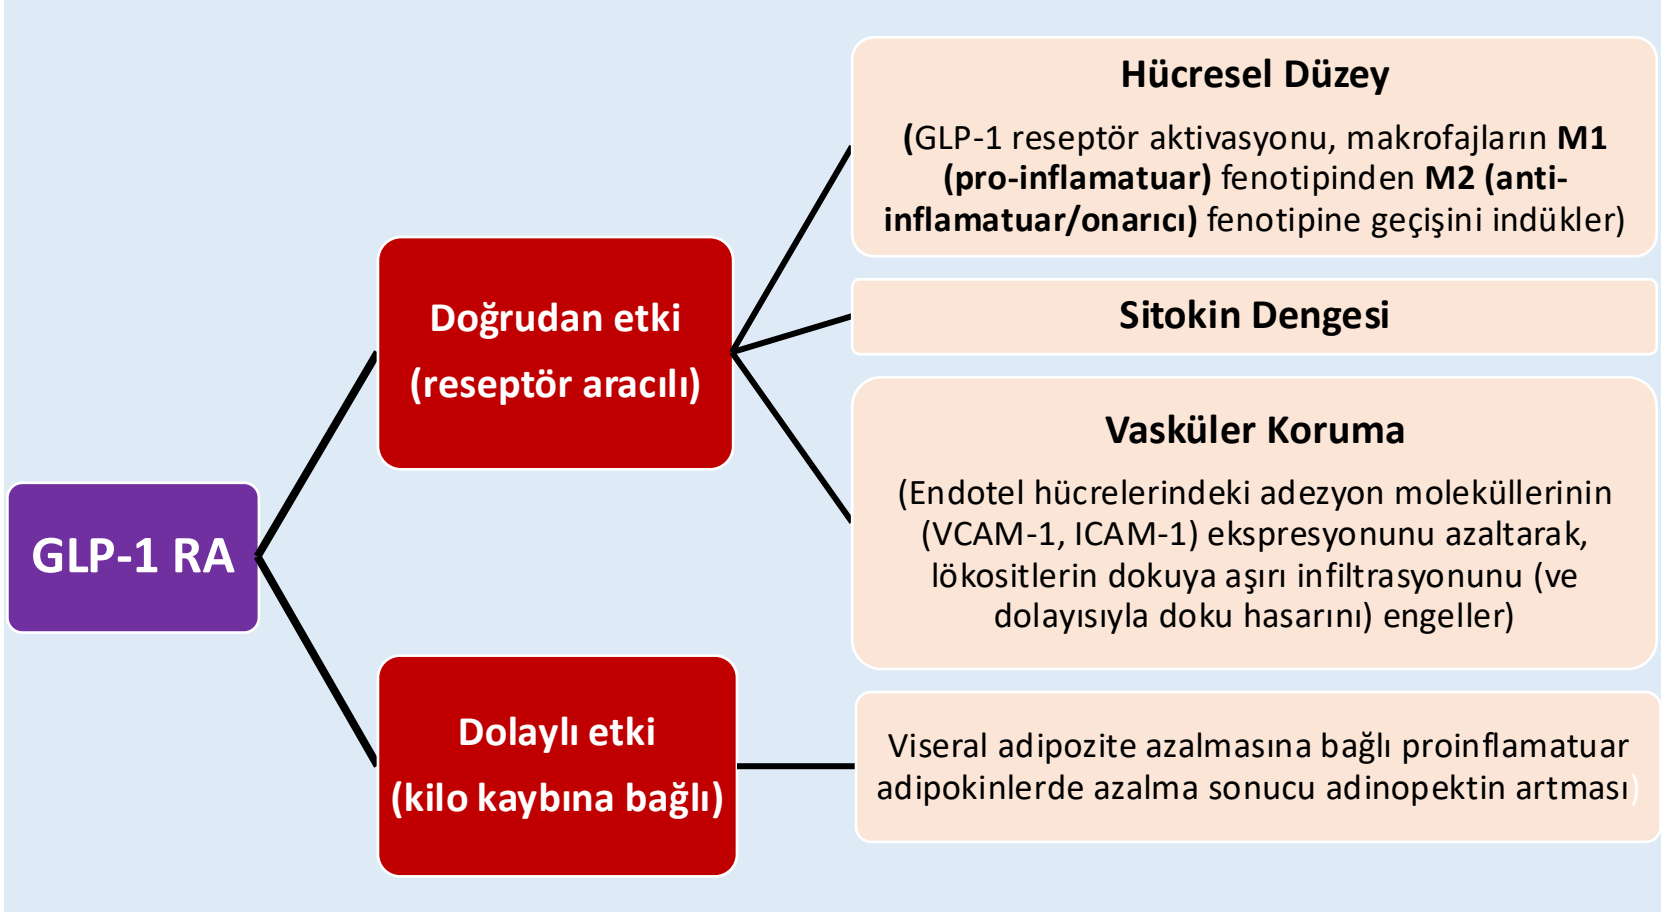 Hücresel Düzey
(GLP-1 reseptör aktivasyonu, makrofajların M1
(pro-inflamatuar) fenotipinden M2 (anti-
inflamatuar/onarıcı) fenotipine geçişini indükler)
Doğrudan etki
(reseptör aracılı)
Sitokin Dengesi
Vasküler Koruma
(Endotel hücrelerindeki adezyon moleküllerinin
(VCAM-1, ICAM-1) ekspresyonunu azaltarak,
lökositlerin dokuya aşırı infiltrasyonunu (ve
dolayısıyla doku hasarını) engeller)
GLP-1 RA
Dolaylı etki
(kilo kaybına bağlı)
Viseral adipozite azalmasına bağlı proinflamatuar
adipokinlerde azalma sonucu adinopektin artması)